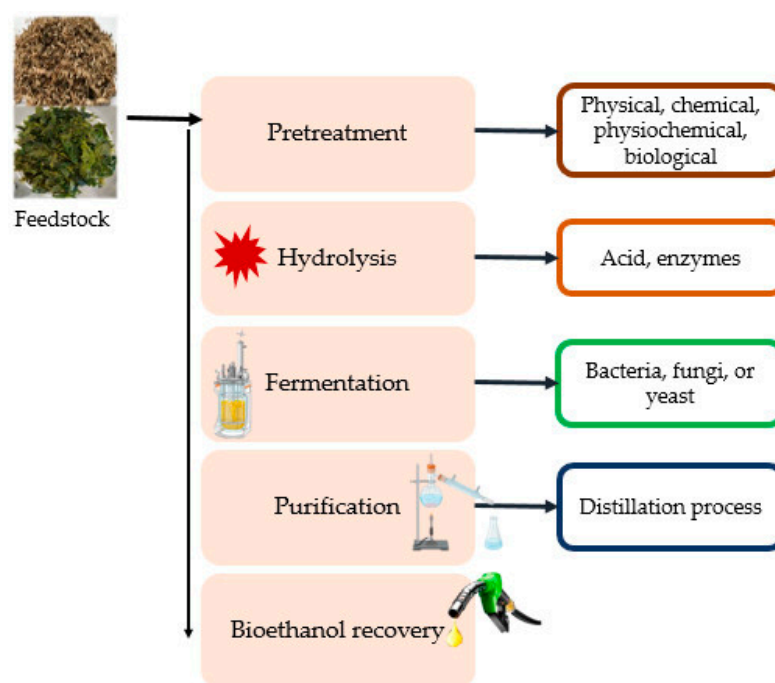 Feedstock
Pretreatment
Physical, chemical,
physiochemical,
biological
Hydrolysis
Acid, enzymes
Fermentation
Bacteria, fungi, or
yeast
Purification
Distillation process
Bioethanol recovery